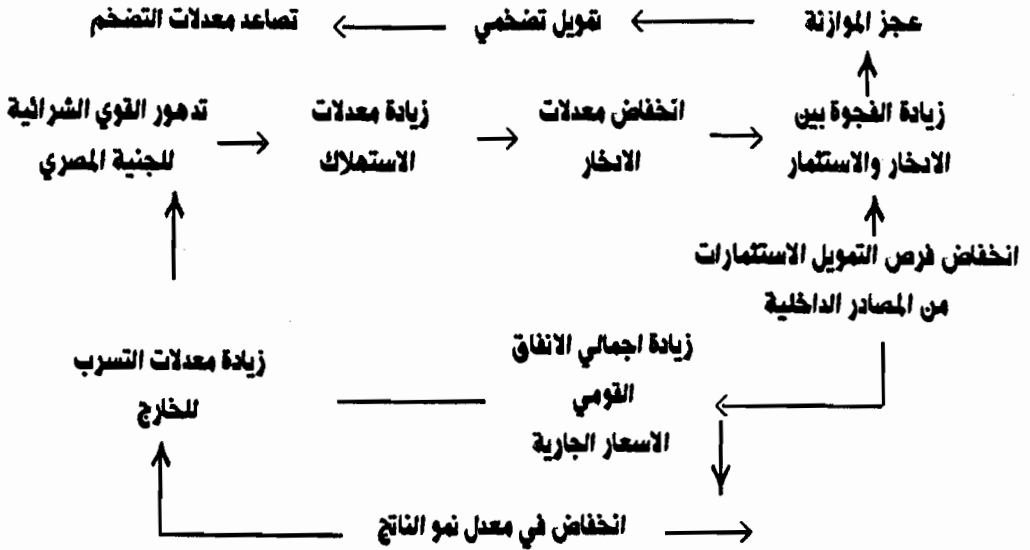 عجز الموازنة
تمويل تضخمي
تصاعد معدلات التضخم
زيادة الفجوة بين
الادخار والاستثمار
انخفاض معدلات
الادخار
زيادة معدلات
الاستهلاك
تدهور القوي الشرائية
للجنية المصري
انخفاض فرص التمويل الاستثمارات
من المصادر الداخلية
زيادة اجمالي الانفاق
القومي
الاسعار الجارية
زيادة معدلات التسرب
للخارج
انخفاض في معدل نمو الناتج